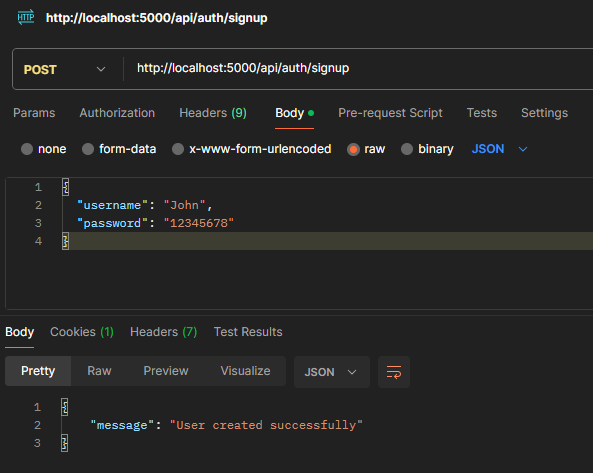 HTTP http://localhost:5000/api/auth/signup
POST http://localhost:5000/api/auth/signup
Params Authorization Headers (9) Body Pre-request Script Tests Settings
none form-data x-www-form-urlencoded raw binary JSON
1 {
2 "username": "John",
3 "password": "12345678"
4 }
Body Cookies (1) Headers (7) Test Results
Pretty Raw Preview Visualize JSON
1 {
2 "message": "User created successfully"
3 }